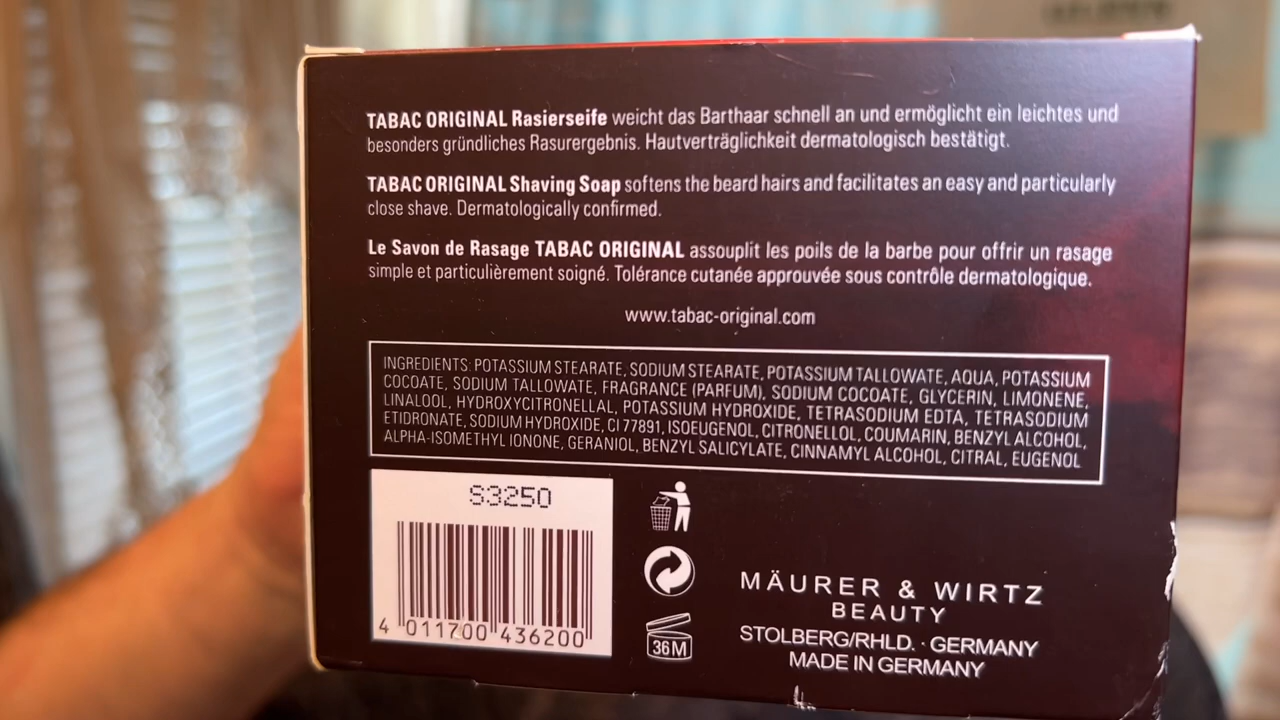 TABAC ORIGINAL Rasierseife weicht das Barthaar schnell an und ermöglicht ein leichtes und
besonders gründliches Rasurergebnis. Hautverträglichkeit dermatologisch bestätigt.
TABAC ORIGINAL Shaving Soap softens the beard hairs and facilitates an easy and particularly
close shave. Dermatologically confirmed.
Le Savon de Rasage TABAC ORIGINAL assouplit les poils de la barbe pour offrir un rasage
simple et particulièrement soigné. Tolérance cutanée approuvée sous contrôle dermatologique.
www.tabac-original.com
INGREDIENTS: POTASSIUM STEARATE, SODIUM STEARATE, POTASSIUM TALLOWATE, AQUA, POTASSIUM
COCOATE, SODIUM TALLOWATE, FRAGRANCE (PARFUM), SODIUM COCOATE, GLYCERIN, LIMONENE,
LINALOOL, HYDROXYCITRONELLAL, POTASSIUM HYDROXIDE, TETRASODIUM EDTA, TETRASODIUM
ETIDRONATE, SODIUM HYDROXIDE, CI 77891, ISOEUGENOL, CITRONELLOL, COUMARIN, BENZYL ALCOHOL,
ALPHA-ISOMETHYL IONONE, GERANIOL, BENZYL SALICYLATE, CINNAMYL ALCOHOL, CITRAL, EUGENOL
S3250
4 011700 436200
36M
MÄURER & WIRTZ
BEAUTY
STOLBERG/RHLD. · GERMANY
MADE IN GERMANY